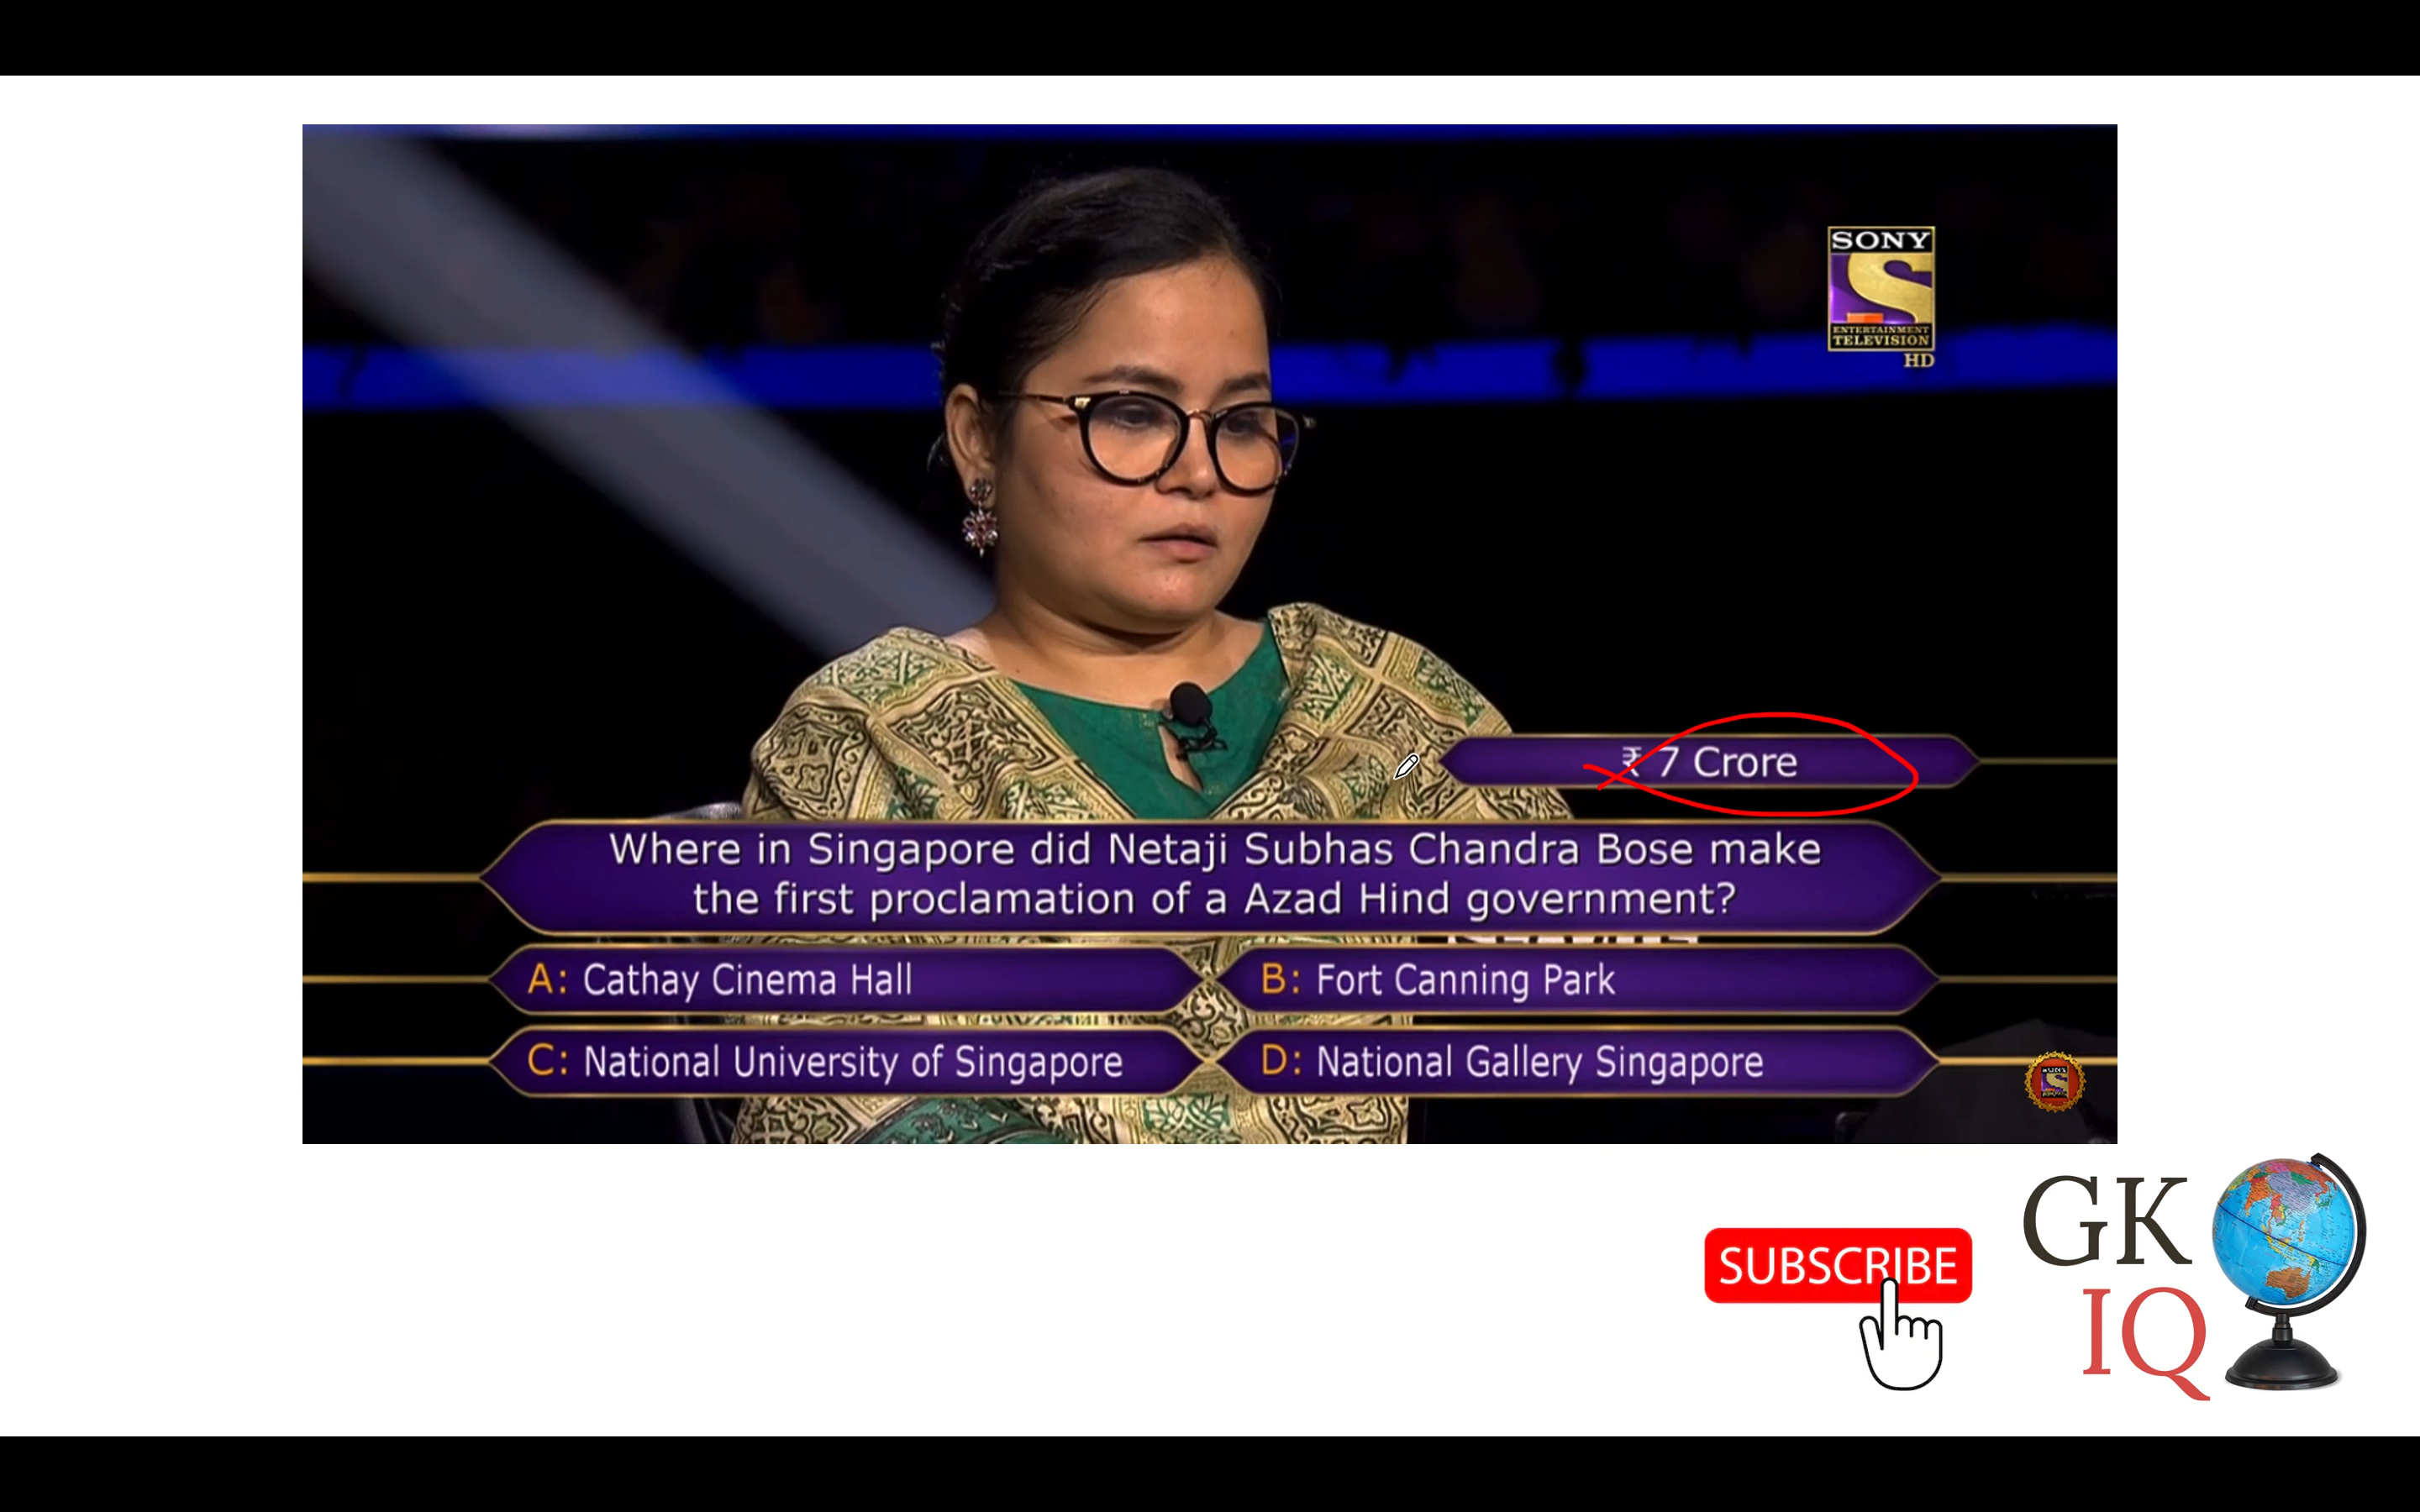 SONY
ENTERTAINMENT
TELEVISION
HD
₹ 7 Crore
Where in Singapore did Netaji Subhas Chandra Bose make
the first proclamation of a Azad Hind government?
A: Cathay Cinema Hall
B: Fort Canning Park
C: National University of Singapore
D: National Gallery Singapore
SUBSCRIBE
GK
IQ